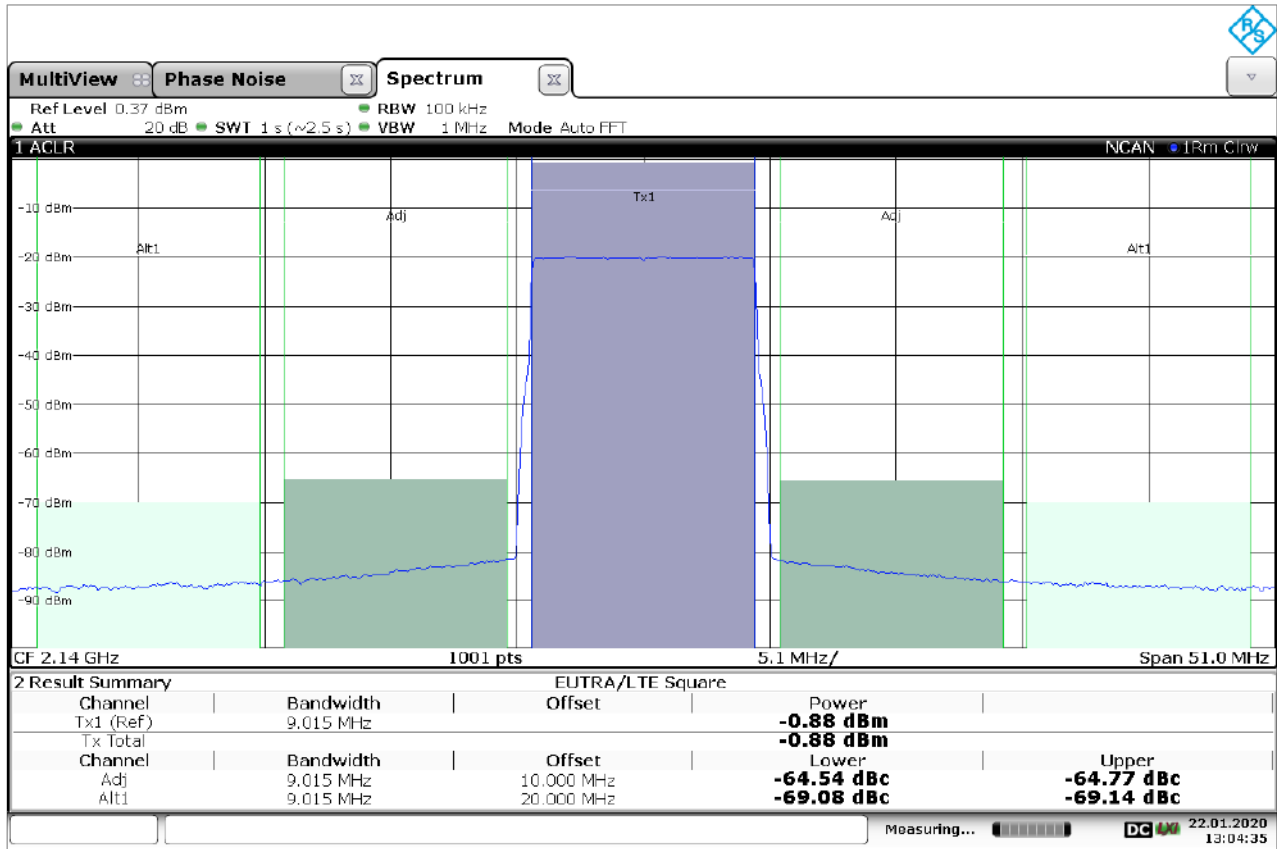 R&S
MultiView Phase Noise Spectrum
Ref Level 0.37 dBm RBW 100 kHz
Att 20 dB SWT 1 s (~2.5 s) VBW 1 MHz Mode Auto FFT
1 ACLR NCAN 1Rm Clrw
Tx1
-10 dBm
Adj Adj
Alt1 Alt1
-20 dBm
-30 dBm
-40 dBm
-50 dBm
-60 dBm
-70 dBm
-80 dBm
-90 dBm
CF 2.14 GHz 1001 pts 5.1 MHz/ Span 51.0 MHz
2 Result Summary EUTRA/LTE Square
Channel Bandwidth Offset Power
Tx1 (Ref) 9.015 MHz -0.88 dBm
Tx Total -0.88 dBm
Channel Bandwidth Offset Lower Upper
Adj 9.015 MHz 10.000 MHz -64.54 dBc -64.77 dBc
Alt1 9.015 MHz 20.000 MHz -69.08 dBc -69.14 dBc
Measuring... DC LXI 22.01.2020
13:04:35